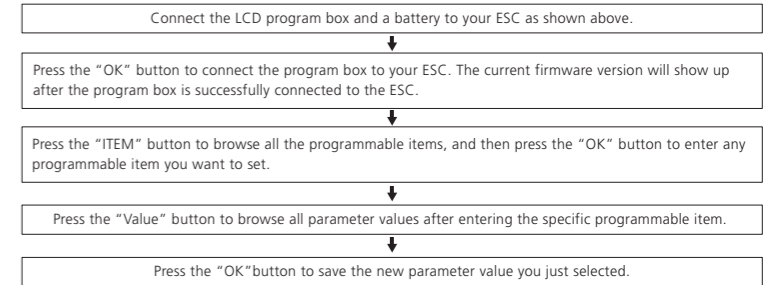 Connect the LCD program box and a battery to your ESC as shown above.
Press the “OK” button to connect the program box to your ESC. The current firmware version will show up
after the program box is successfully connected to the ESC.
Press the “ITEM” button to browse all the programmable items, and then press the “OK” button to enter any
programmable item you want to set.
Press the “Value” button to browse all parameter values after entering the specific programmable item.
Press the “OK”button to save the new parameter value you just selected.